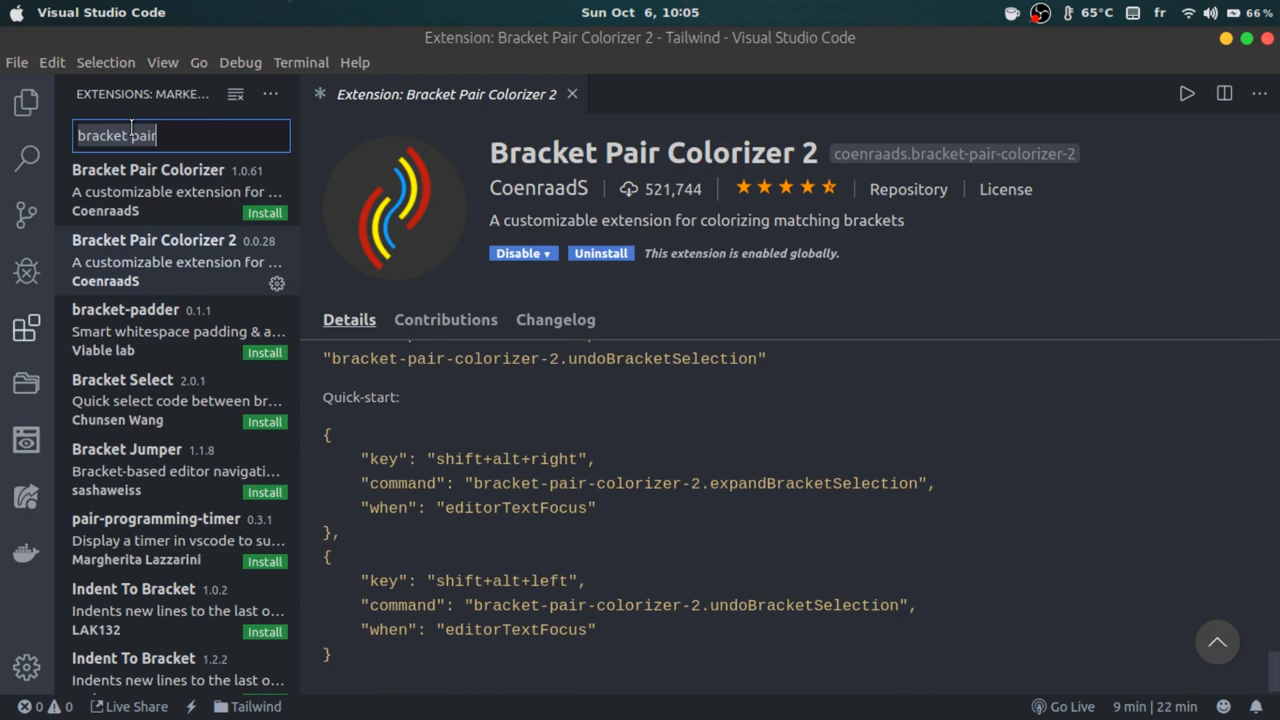 Visual Studio Code
Sun Oct 6, 10:05
65°C
fr
66 %
Extension: Bracket Pair Colorizer 2 - Tailwind - Visual Studio Code
File Edit Selection View Go Debug Terminal Help
EXTENSIONS: MARKE...
Extension: Bracket Pair Colorizer 2
bracket pair
Bracket Pair Colorizer 1.0.61
A customizable extension for ...
CoenraadS
Install
Bracket Pair Colorizer 2 0.0.28
A customizable extension for ...
CoenraadS
bracket-padder 0.1.1
Smart whitespace padding & a...
Viable lab
Install
Bracket Select 2.0.1
Quick select code between br...
Chunsen Wang
Install
Bracket Jumper 1.1.8
Bracket-based editor navigati...
sashaweiss
Install
pair-programming-timer 0.3.1
Display a timer in vscode to su...
Margherita Lazzarini
Install
Indent To Bracket 1.0.2
Indents new lines to the last o...
LAK132
Install
Indent To Bracket 1.2.2
Indents new lines to the last o...
Bracket Pair Colorizer 2 coenraads.bracket-pair-colorizer-2
CoenraadS 521,744 Repository License
A customizable extension for colorizing matching brackets
Disable Uninstall This extension is enabled globally.
Details Contributions Changelog
"bracket-pair-colorizer-2.undoBracketSelection"
Quick-start:
{
"key": "shift+alt+right",
"command": "bracket-pair-colorizer-2.expandBracketSelection",
"when": "editorTextFocus"
},
{
"key": "shift+alt+left",
"command": "bracket-pair-colorizer-2.undoBracketSelection",
"when": "editorTextFocus"
}
0 0 Live Share Tailwind
Go Live 9 min | 22 min